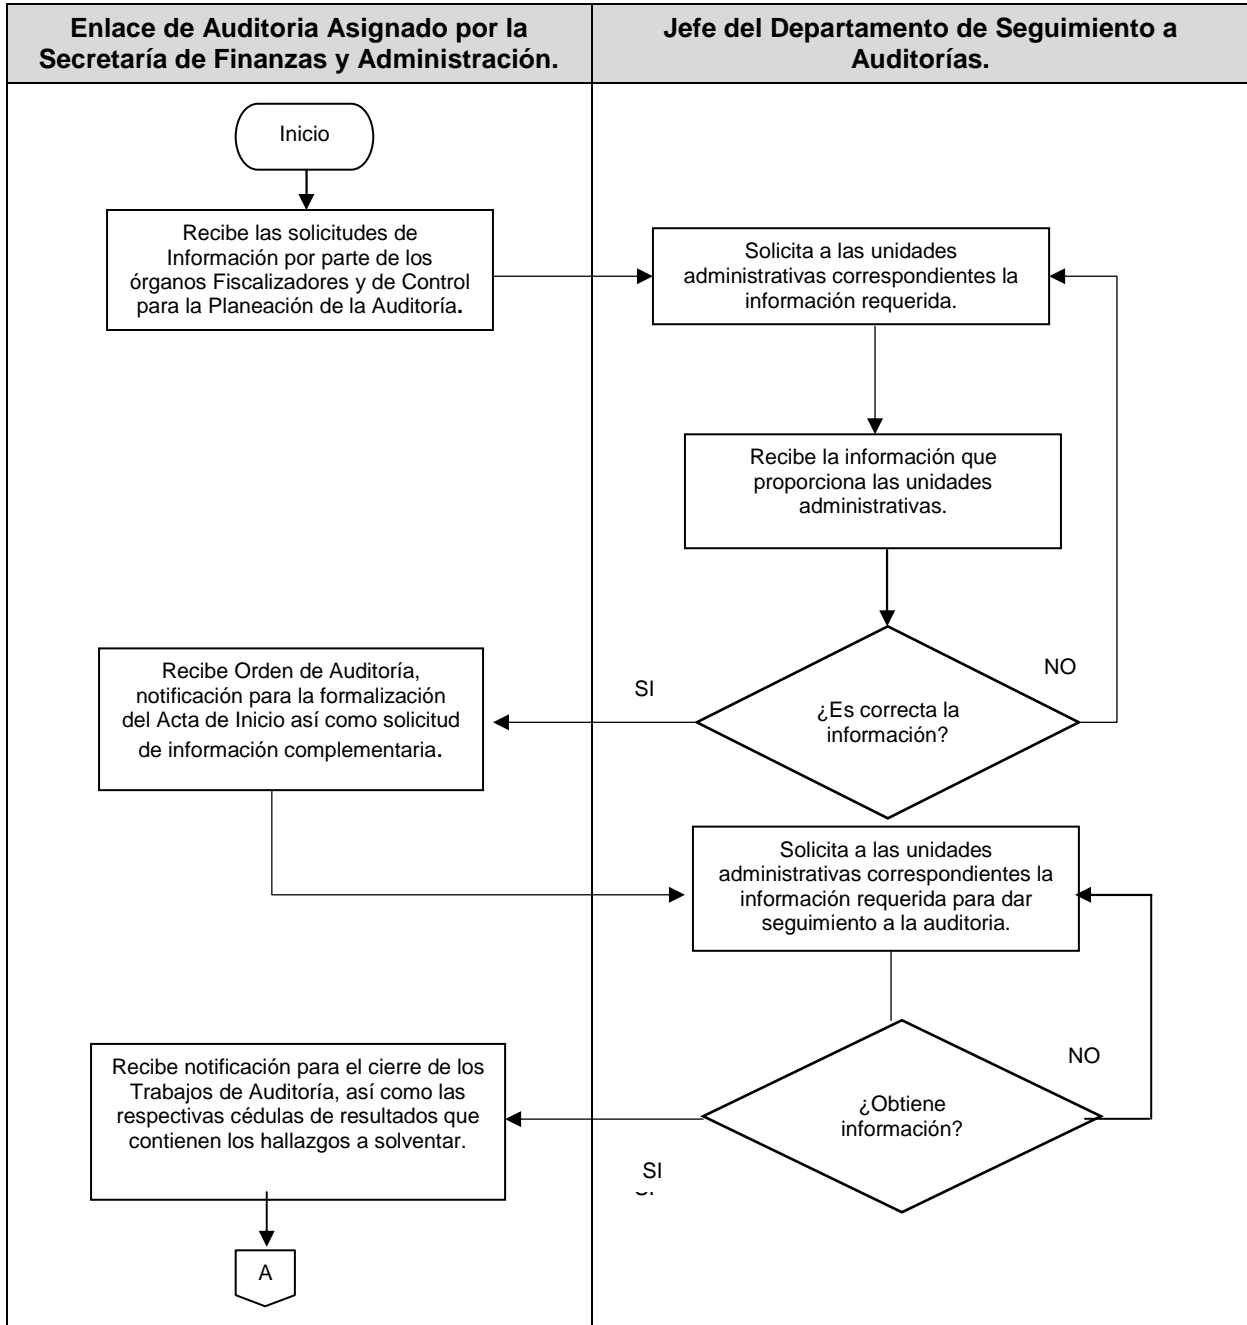 Enlace de Auditoria Asignado por la
Secretaría de Finanzas y Administración.
Jefe del Departamento de Seguimiento a
Auditorías.
Inicio
Recibe las solicitudes de
Información por parte de los
órganos Fiscalizadores y de Control
para la Planeación de la Auditoría.
Solicita a las unidades
administrativas correspondientes la
información requerida.
Recibe la información que
proporciona las unidades
administrativas.
¿Es correcta la
información?
NO
SI
Recibe Orden de Auditoría,
notificación para la formalización
del Acta de Inicio así como solicitud
de información complementaria.
Solicita a las unidades
administrativas correspondientes la
información requerida para dar
seguimiento a la auditoria.
¿Obtiene
información?
NO
SI
Recibe notificación para el cierre de los
Trabajos de Auditoría, así como las
respectivas cédulas de resultados que
contienen los hallazgos a solventar.
A